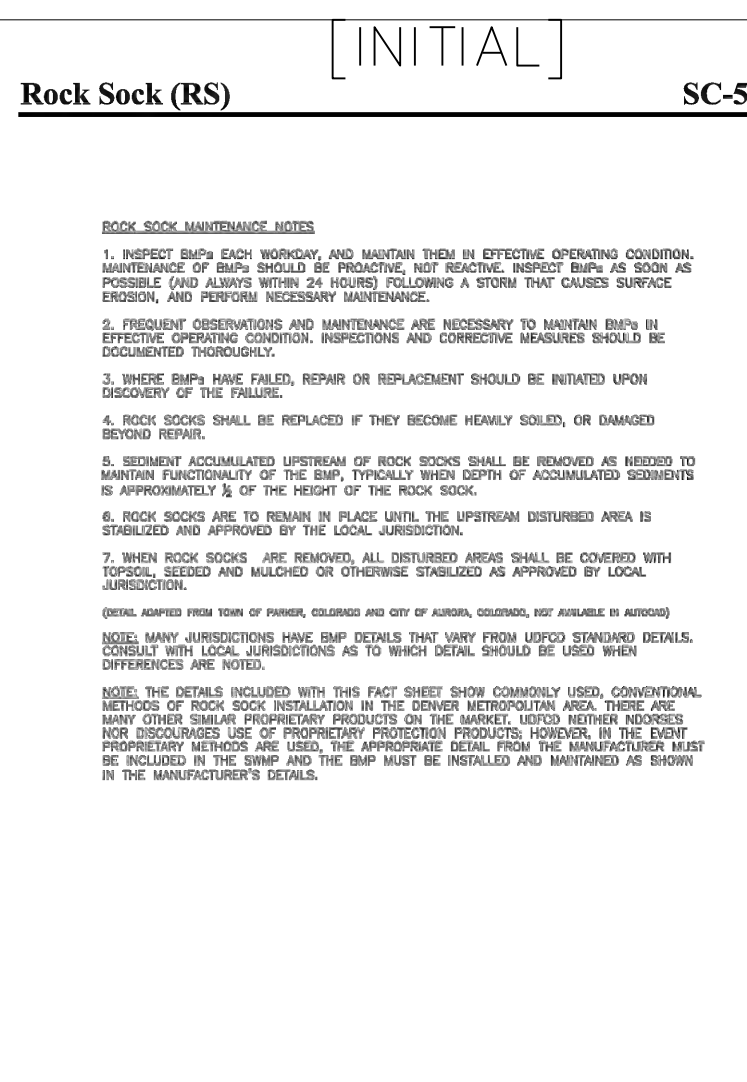 [INITIAL]
Rock Sock (RS) SC-5
ROCK SOCK MAINTENANCE NOTES
1. INSPECT BMPs EACH WORKDAY, AND MAINTAIN THEM IN EFFECTIVE OPERATING CONDITION.
MAINTENANCE OF BMPs SHOULD BE PROACTIVE, NOT REACTIVE. INSPECT BMPs AS SOON AS
POSSIBLE (AND ALWAYS WITHIN 24 HOURS) FOLLOWING A STORM THAT CAUSES SURFACE
EROSION, AND PERFORM NECESSARY MAINTENANCE.
2. FREQUENT OBSERVATIONS AND MAINTENANCE ARE NECESSARY TO MAINTAIN BMPs IN
EFFECTIVE OPERATING CONDITION. INSPECTIONS AND CORRECTIVE MEASURES SHOULD BE
DOCUMENTED THOROUGHLY.
3. WHERE BMPs HAVE FAILED, REPAIR OR REPLACEMENT SHOULD BE INITIATED UPON
DISCOVERY OF THE FAILURE.
4. ROCK SOCKS SHALL BE REPLACED IF THEY BECOME HEAVILY SOILED, OR DAMAGED
BEYOND REPAIR.
5. SEDIMENT ACCUMULATED UPSTREAM OF ROCK SOCKS SHALL BE REMOVED AS NEEDED TO
MAINTAIN FUNCTIONALITY OF THE BMP, TYPICALLY WHEN DEPTH OF ACCUMULATED SEDIMENTS
IS APPROXIMATELY ½ OF THE HEIGHT OF THE ROCK SOCK.
6. ROCK SOCKS ARE TO REMAIN IN PLACE UNTIL THE UPSTREAM DISTURBED AREA IS
STABILIZED AND APPROVED BY THE LOCAL JURISDICTION.
7. WHEN ROCK SOCKS ARE REMOVED, ALL DISTURBED AREAS SHALL BE COVERED WITH
TOPSOIL, SEEDED AND MULCHED OR OTHERWISE STABILIZED AS APPROVED BY LOCAL
JURISDICTION.
(DETAIL ADAPTED FROM TOWN OF PARKER, COLORADO AND CITY OF AURORA, COLORADO, NOT AVAILABLE IN AUTOCAD)
NOTE: MANY JURISDICTIONS HAVE BMP DETAILS THAT VARY FROM UDFCD STANDARD DETAILS.
CONSULT WITH LOCAL JURISDICTIONS AS TO WHICH DETAIL SHOULD BE USED WHEN
DIFFERENCES ARE NOTED.
NOTE: THE DETAILS INCLUDED WITH THIS FACT SHEET SHOW COMMONLY USED, CONVENTIONAL
METHODS OF ROCK SOCK INSTALLATION IN THE DENVER METROPOLITAN AREA. THERE ARE
MANY OTHER SIMILAR PROPRIETARY PRODUCTS ON THE MARKET. UDFCD NEITHER NDORSES
NOR DISCOURAGES USE OF PROPRIETARY PROTECTION PRODUCTS; HOWEVER, IN THE EVENT
PROPRIETARY METHODS ARE USED, THE APPROPRIATE DETAIL FROM THE MANUFACTURER MUST
BE INCLUDED IN THE SWMP AND THE BMP MUST BE INSTALLED AND MAINTAINED AS SHOWN
IN THE MANUFACTURER'S DETAILS.